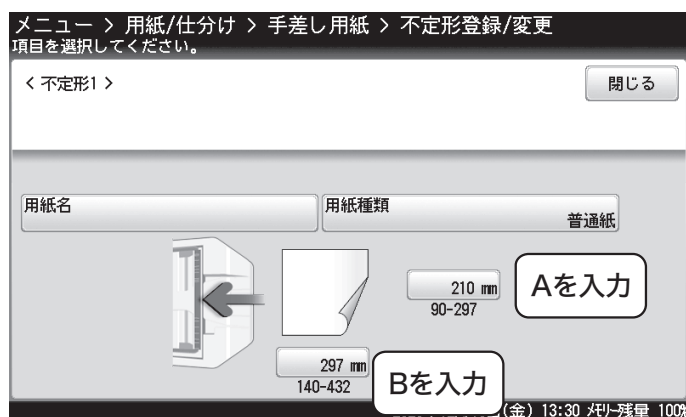 メニュー > 用紙/仕分け > 手差し用紙 > 不定形登録/変更
項目を選択してください。
< 不定形1 >
閉じる
用紙名
用紙種類
普通紙
210 mm
90-297
Aを入力
297 mm
140-432
Bを入力
(金) 13:30 メモリー残量 100%